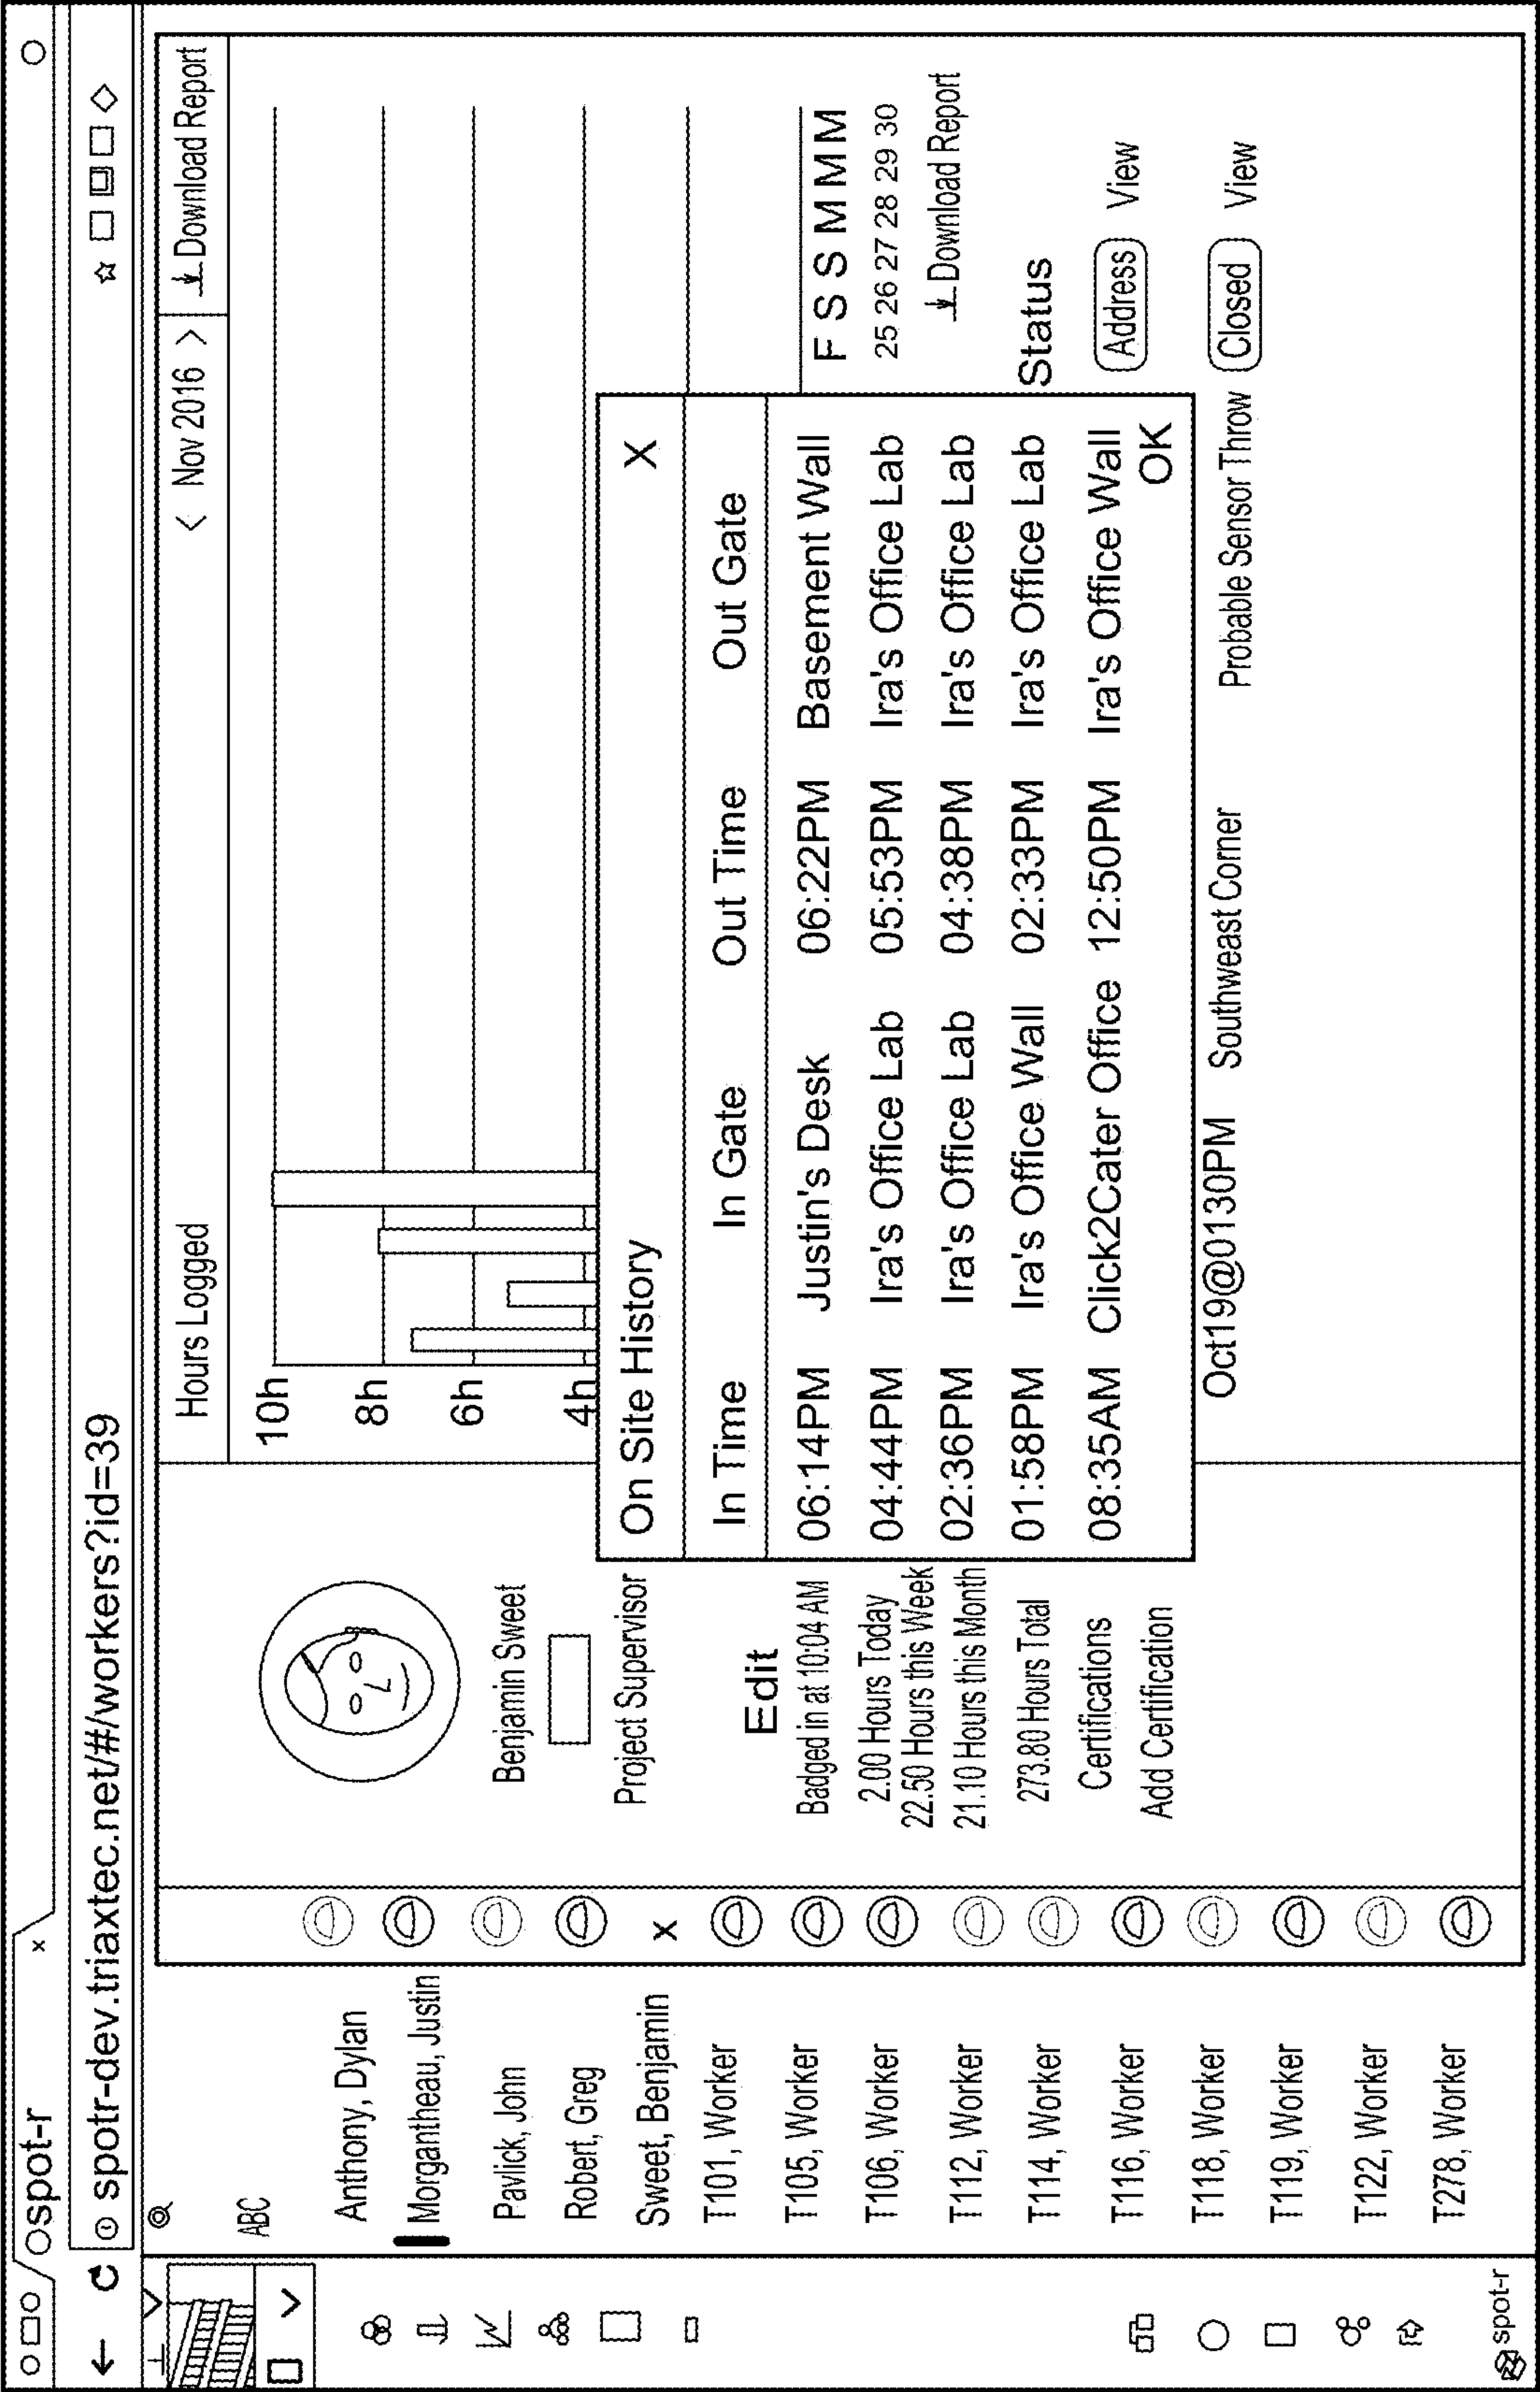 spot-r x
spotr-dev.triaxtec.net/#/workers?id=39
ABC
Anthony, Dylan
Morgantheau, Justin
Pavlick, John
Robert, Greg
Sweet, Benjamin x
T101, Worker
T105, Worker
T106, Worker
T112, Worker
T114, Worker
T116, Worker
T118, Worker
T119, Worker
T122, Worker
T278, Worker
spot-r
Benjamin Sweet
Project Supervisor
Edit
Badged in at 10:04 AM
2.00 Hours Today
22.50 Hours this Week
21.10 Hours this Month
273.80 Hours Total
Certifications
Add Certification
Hours Logged < Nov 2016 > Download Report
10h
8h
6h
4h
On Site History X
In Time In Gate Out Time Out Gate
06:14PM Justin's Desk 06:22PM Basement Wall
04:44PM Ira's Office Lab 05:53PM Ira's Office Lab
02:36PM Ira's Office Lab 04:38PM Ira's Office Lab
01:58PM Ira's Office Wall 02:33PM Ira's Office Lab
08:35AM Click2Cater Office 12:50PM Ira's Office Wall
OK
F S S M M M
25 26 27 28 29 30
Download Report
Status
Address View
Oct19@0130PM Southweast Corner Probable Sensor Throw Closed View